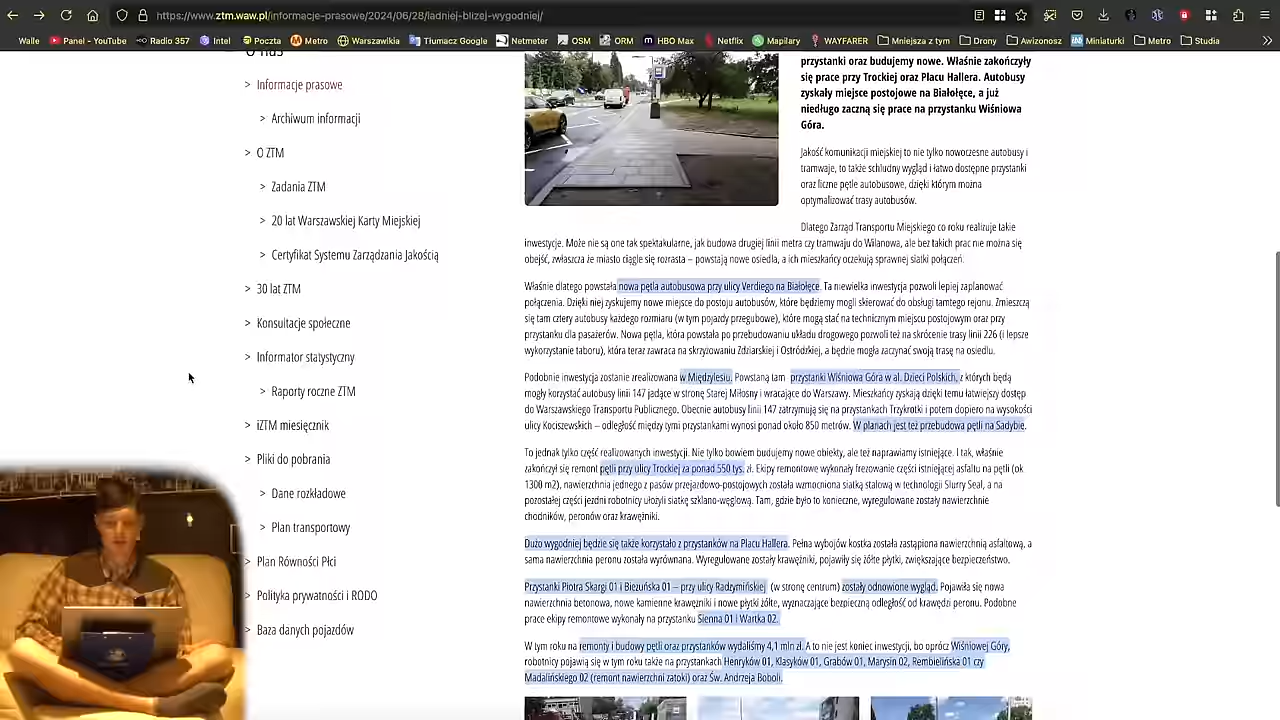 https://www.ztm.waw.pl/informacje-prasowe/2024/06/28/ladniej-blizej-wygodniej/
Walle
Panel - YouTube
Radio 357
Intel
Poczta
Metro
Warszawikia
Tłumacz Google
Netmeter
OSM
ORM
HBO Max
Netflix
Mapilary
WAYFARER
Mniejsza z tym
Drony
Awizonosz
Miniaturki
Metro
Studia
O nas
> Informacje prasowe
> Archiwum informacji
> O ZTM
> Zadania ZTM
> 20 lat Warszawskiej Karty Miejskiej
> Certyfikat Systemu Zarządzania Jakością
> 30 lat ZTM
> Konsultacje społeczne
> Informator statystyczny
> Raporty roczne ZTM
> iZTM miesięcznik
> Pliki do pobrania
> Dane rozkładowe
> Plan transportowy
> Plan Równości Płci
> Polityka prywatności i RODO
> Baza danych pojazdów
przystanki oraz budujemy nowe. Właśnie zakończyły
się prace przy Trockiej oraz Placu Hallera. Autobusy
zyskały miejsce postojowe na Białołęce, a już
niedługo zaczną się prace na przystanku Wiśniowa
Góra.
Jakość komunikacji miejskiej to nie tylko nowoczesne autobusy i
tramwaje, to także schludny wygląd i łatwo dostępne przystanki
oraz liczne pętle autobusowe, dzięki którym można
optymalizować trasy autobusów.
Dlatego Zarząd Transportu Miejskiego co roku realizuje takie
inwestycje. Może nie są one tak spektakularne, jak budowa drugiej linii metra czy tramwaju do Wilanowa, ale bez takich prac nie można się
obejść, zwłaszcza że miasto ciągle się rozrasta – powstają nowe osiedla, a ich mieszkańcy oczekują sprawnej siatki połączeń.
Właśnie dlatego powstała nowa pętla autobusowa przy ulicy Verdiego na Białołęce. Ta niewielka inwestycja pozwoli lepiej zaplanować
połączenia. Dzięki niej zyskujemy nowe miejsce do postoju autobusów, które będziemy mogli skierować do obsługi tamtego rejonu. Zmieszczą
się tam cztery autobusy każdego rozmiaru (w tym pojazdy przegubowe), które mogą stać na technicznym miejscu postojowym oraz przy
przystanku dla pasażerów. Nowa pętla, która powstała po przebudowaniu układu drogowego pozwoli też na skrócenie trasy linii 226 (i lepsze
wykorzystanie taboru), która teraz zawraca na skrzyżowaniu Zdziarskiej i Ostródzkiej, a będzie mogła zaczynać swoją trasę na osiedlu.
Podobnie inwestycja zostanie zrealizowana w Międzylesiu. Powstaną tam przystanki Wiśniowa Góra w al. Dzieci Polskich, z których będą
mogły korzystać autobusy linii 147 jadące w stronę Starej Miłosny i wracające do Warszawy. Mieszkańcy zyskają dzięki temu łatwiejszy dostęp
do Warszawskiego Transportu Publicznego. Obecnie autobusy linii 147 zatrzymują się na przystankach Trzykrotki i potem dopiero na wysokości
ulicy Kociszewskich – odległość między tymi przystankami wynosi ponad około 850 metrów. W planach jest też przebudowa pętli na Sadybie.
To jednak tylko część realizowanych inwestycji. Nie tylko bowiem budujemy nowe obiekty, ale też naprawiamy istniejące. I tak, właśnie
zakończył się remont pętli przy ulicy Trockiej za ponad 550 tys. zł. Ekipy remontowe wykonały frezowanie części istniejącej asfaltu na pętli (ok
1300 m2), nawierzchnia jednego z pasów przejazdowo-postojowych została wzmocniona siatką stalową w technologii Slurry Seal, a na
pozostałej części jezdni robotnicy ułożyli siatkę szklano-węglową. Tam, gdzie było to konieczne, wyregulowane zostały nawierzchnie
chodników, peronów oraz krawężniki.
Dużo wygodniej będzie się także korzystało z przystanków na Placu Hallera. Pełna wybojów kostka została zastąpiona nawierzchnią asfaltową, a
sama nawierzchnia peronu została wyrównana. Wyregulowane zostały krawężniki, pojawiły się żółte płytki, zwiększające bezpieczeństwo.
Przystanki Piotra Skargi 01 i Bieżuńska 01 – przy ulicy Radzymińskiej (w stronę centrum) zostały odnowione wygląd. Pojawiła się nowa
nawierzchnia betonowa, nowe kamienne krawężniki i nowe płytki żółte, wyznaczające bezpieczną odległość od krawędzi peronu. Podobne
prace ekipy remontowe wykonały na przystanku Sienna 01 i Wartka 02.
W tym roku na remonty i budowy pętli oraz przystanków wydaliśmy 4,1 mln zł. A to nie jest koniec inwestycji, bo oprócz Wiśniowej Góry,
robotnicy pojawią się w tym roku także na przystankach Henryków 01, Klasyków 01, Grabów 01, Marysin 02, Rembielińska 01 czy
Madalińskiego 02 (remont nawierzchni zatoki) oraz Św. Andrzeja Boboli.